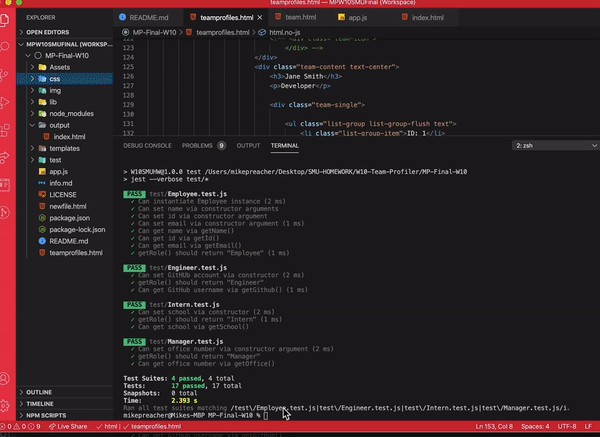 teamprofiles.html — MPW10SMUFINAL (Workspace)
EXPLORER
README.md
teamprofiles.html ×
team.html
app.js
index.html
MP-Final-W10 > teamprofiles.html > html.no-js
OPEN EDITORS
MPW10SMUFINAL (WORKSP...
MP-Final-W10
Assets
css
img
lib
node_modules
output
index.html
templates
test
app.js
info.md
LICENSE
newfile.html
package.json
package-lock.json
README.md
teamprofiles.html
OUTLINE
TIMELINE
NPM SCRIPTS
123 </div> -->
124 </div>
125 <div class="team-content text-center">
126 <h3>Jane Smith</h3>
127 <p>Developer</p>
128
129 <div class="team-single">
130
131 <ul class="list-group list-group-flush text">
132 <li class="list-group-item">ID: 1</li>
DEBUG CONSOLE PROBLEMS 9 OUTPUT TERMINAL 2: zsh
> W10SMUHW@1.0.0 test /Users/mikepreacher/Desktop/SMU-HOMEWORK/W10-Team-Profiler/MP-Final-W10
> jest --verbose test/*
PASS test/Employee.test.js
✓ Can instantiate Employee instance (2 ms)
✓ Can set name via constructor arguments
✓ Can set id via constructor argument
✓ Can set email via constructor argument (1 ms)
✓ Can get name via getName()
✓ Can get id via getId()
✓ Can get email via getEmail()
✓ getRole() should return "Employee" (1 ms)
PASS test/Engineer.test.js
✓ Can set GitHUb account via constructor (2 ms)
✓ getRole() should return "Engineer"
✓ Can get GitHub username via getGithub() (1 ms)
PASS test/Intern.test.js
✓ Can set school via constructor (2 ms)
✓ getRole() should return "Intern" (1 ms)
✓ Can get school via getSchool()
PASS test/Manager.test.js
✓ Can set office number via constructor argument (2 ms)
✓ getRole() should return "Manager"
✓ Can get office number via getOffice()
Test Suites: 4 passed, 4 total
Tests: 17 passed, 17 total
Snapshots: 0 total
Time: 2.393 s
Ran all test suites matching /test\/Employee.test.js|test\/Engineer.test.js|test\/Intern.test.js|test\/Manager.test.js/i.
mikepreacher@Mikes-MBP MP-Final-W10 %
0 0 9 Live Share html | teamprofiles.html Ln 153, Col 8 Spaces: 4 UTF-8 LF